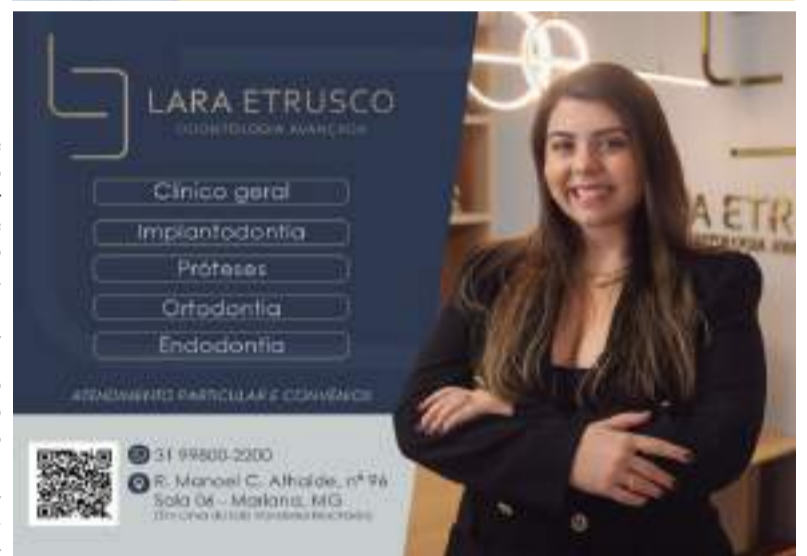 LARA ETRUSCO
ODONTOLOGIA AVANÇADA
Clínico geral
Implantodontia
Próteses
Ortodontia
Endodontia
ATENDIMENTO PARTICULAR E CONVÊNIOS
31 99800-2200
R. Manoel C. Athaíde, nº 96
Sala 06 - Mariana, MG
A ETR